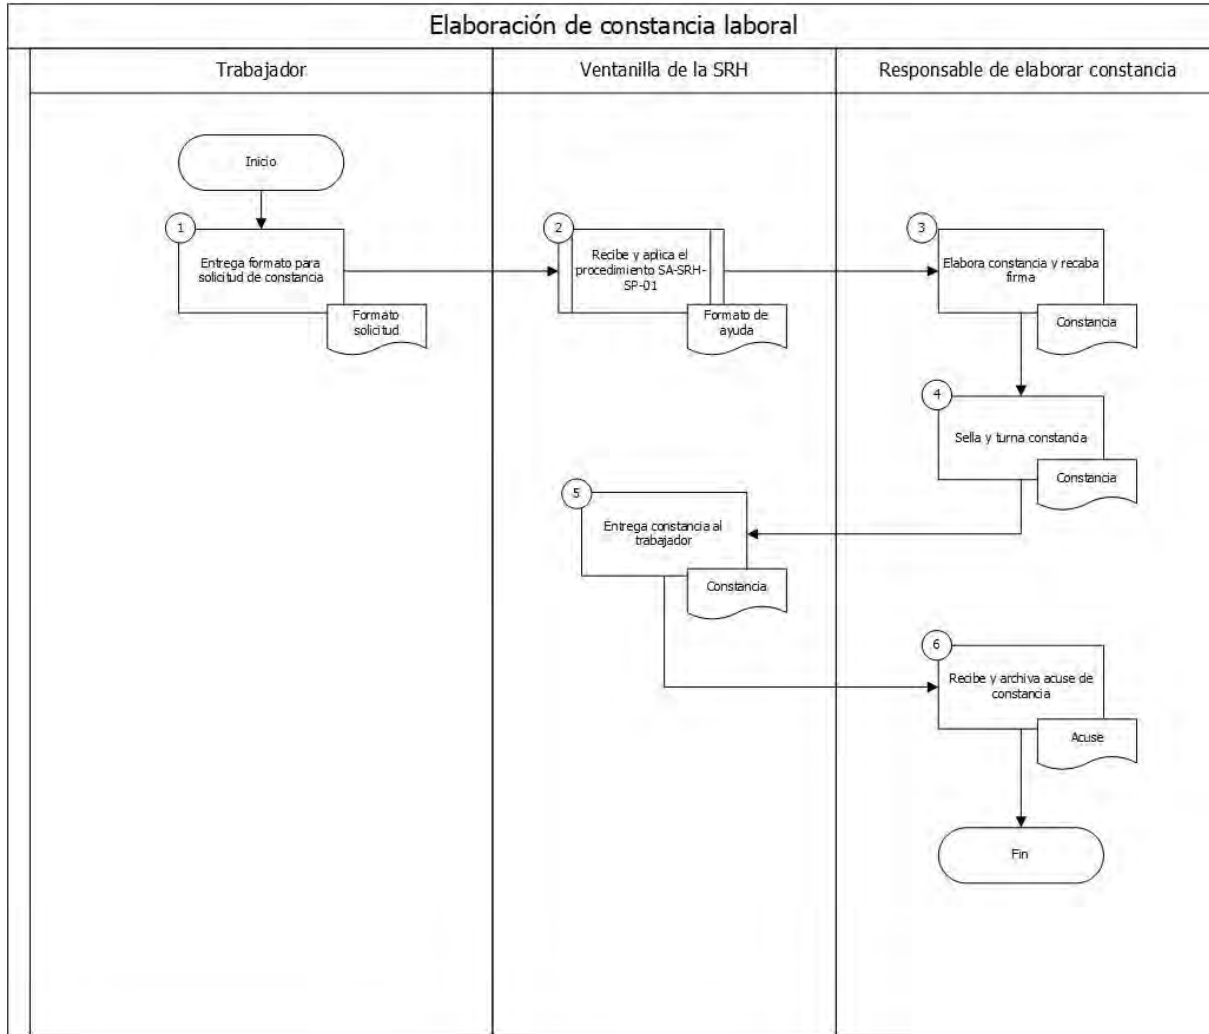 Elaboración de constancia laboral
Trabajador
Ventanilla de la SRH
Responsable de elaborar constancia
Inicio
1
Entrega formato para
solicitud de constancia
Formato
solicitud
2
Recibe y aplica el
procedimiento SA-SRH-
SP-01
Formato de
ayuda
3
Elabora constancia y recaba
firma
Constancia
4
Sella y turna constancia
Constancia
5
Entrega constancia al
trabajador
Constancia
6
Recibe y archiva acuse de
constancia
Acuse
Fin